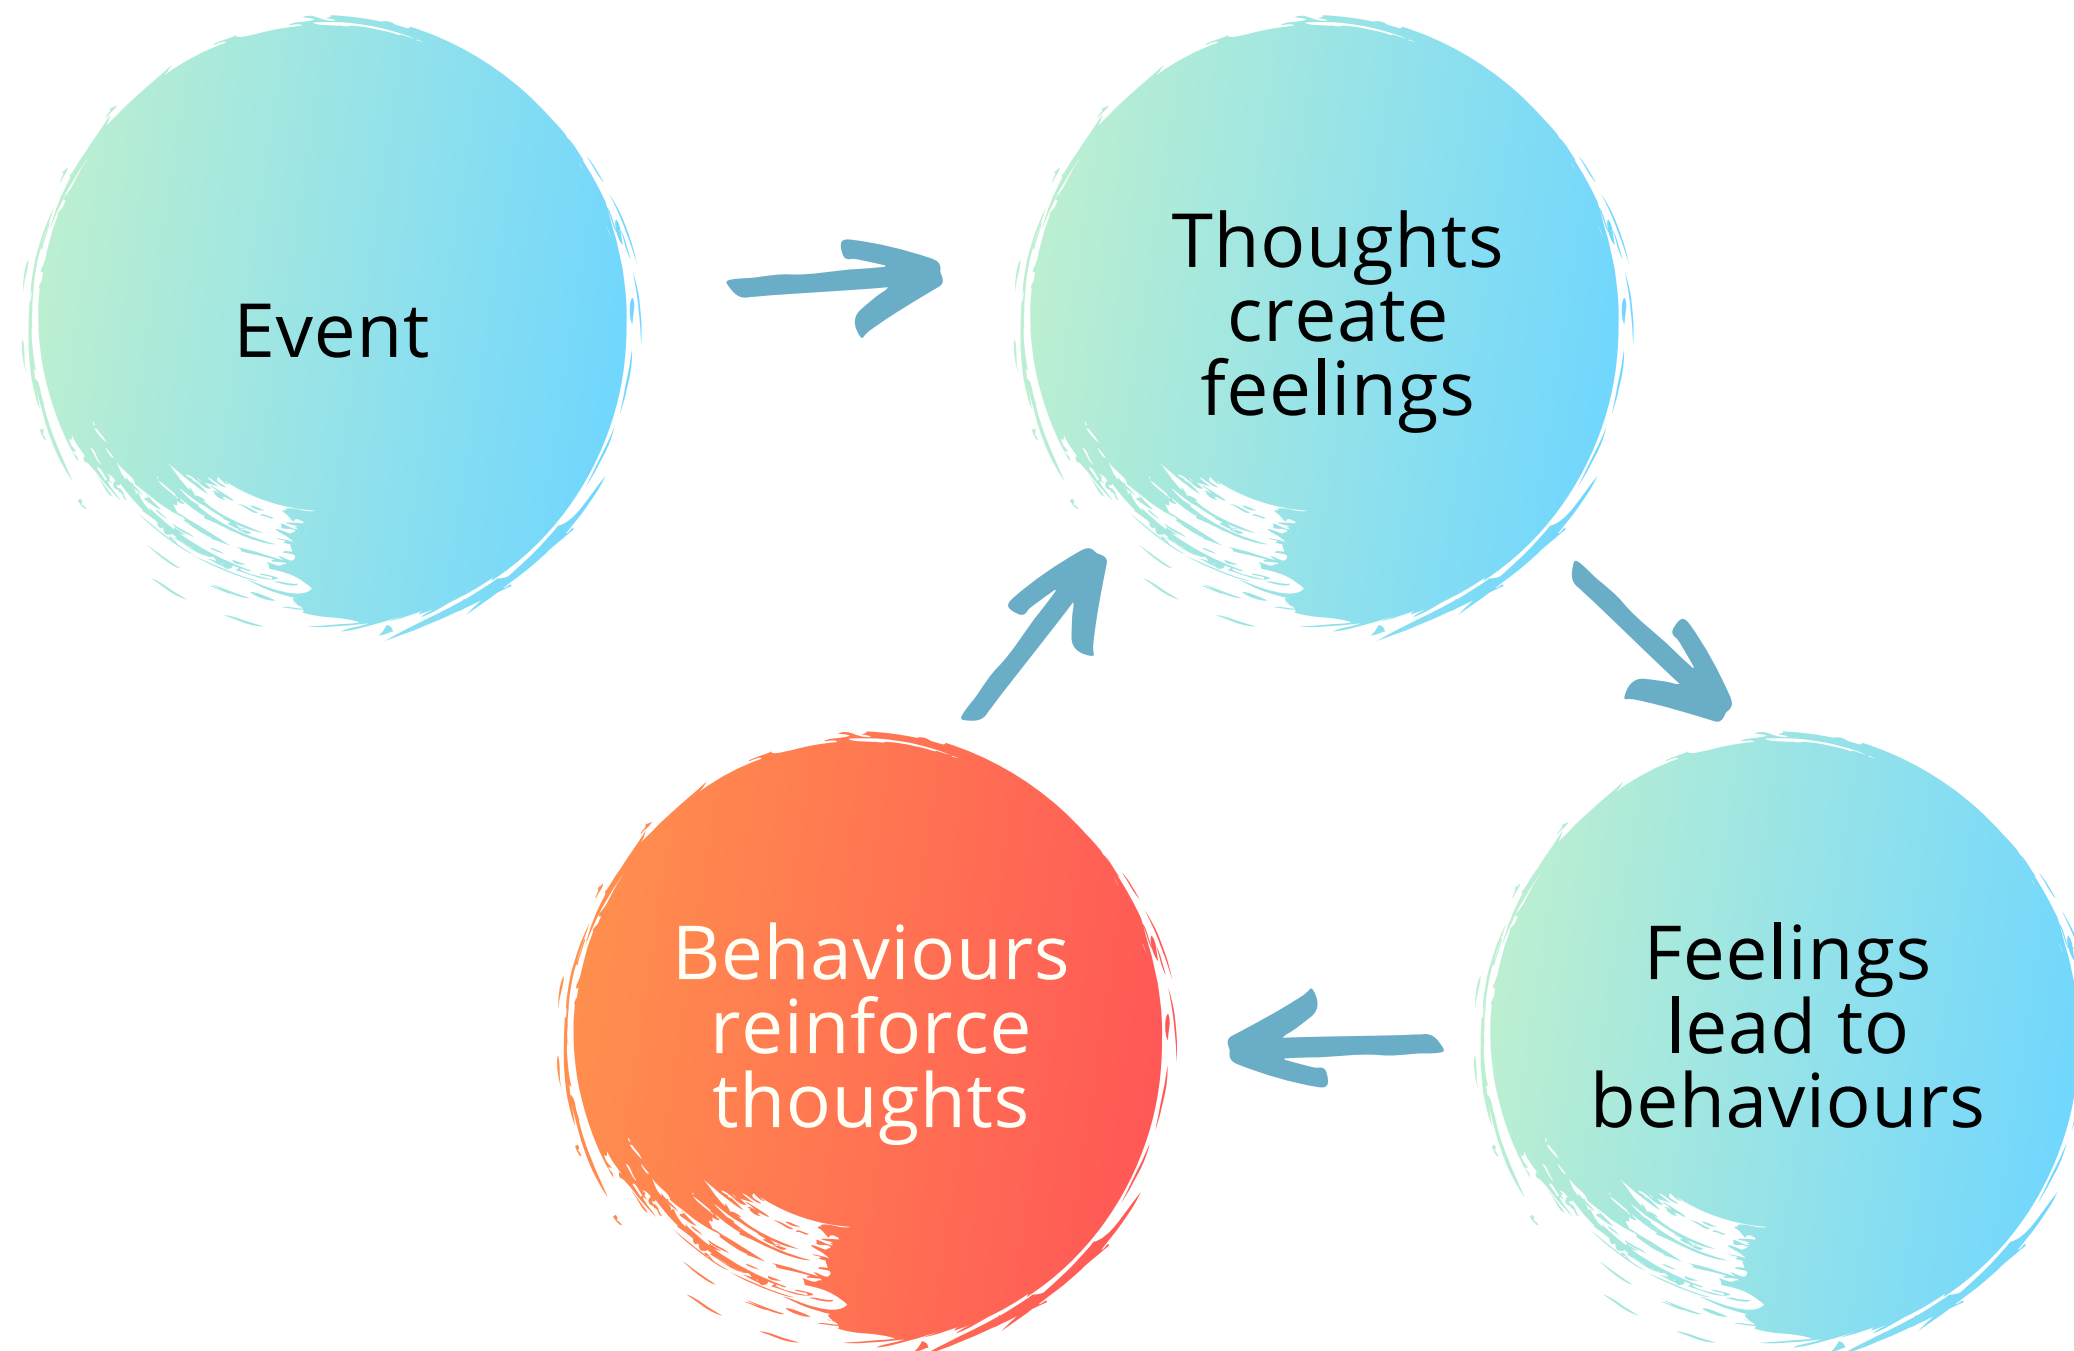 Event
Thoughts
create
feelings
Feelings
lead to
behaviours
Behaviours
reinforce
thoughts